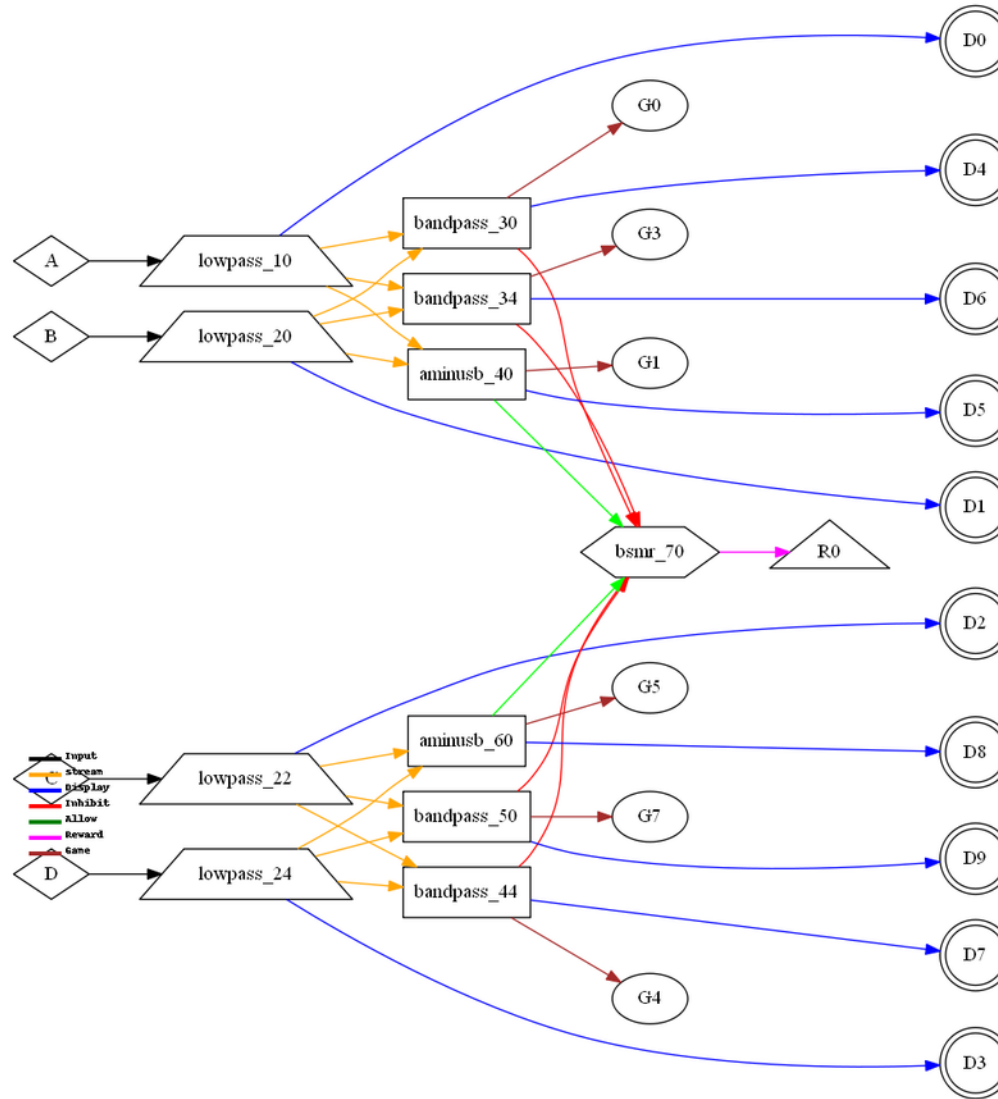 D0
G0
D4
bandpass_30
G3
A
lowpass_10
bandpass_34
D6
B
lowpass_20
G1
aminusb_40
D5
D1
bsmr_70
R0
D2
G5
aminusb_60
D8
Input
C
lowpass_22
stream
Display
Inhibit
Allow
Reward
Game
bandpass_50
G7
D9
D
lowpass_24
bandpass_44
D7
G4
D3